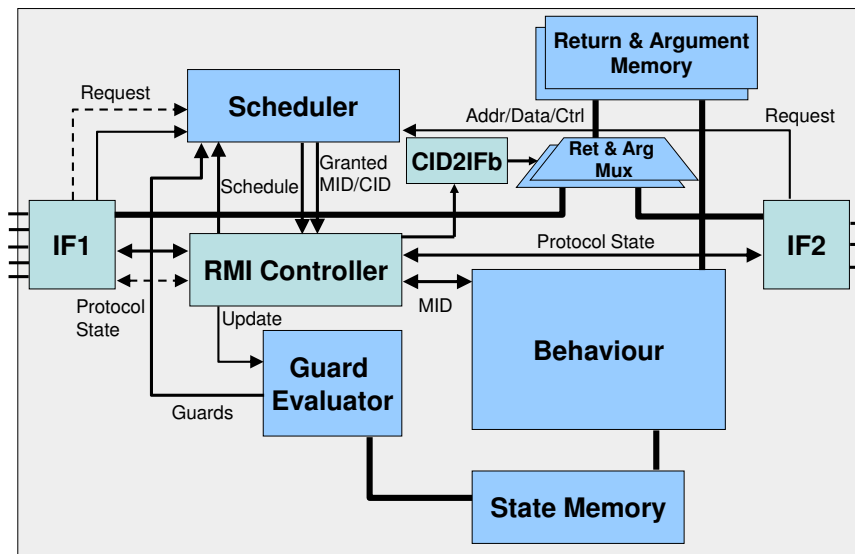 Return & Argument
Memory
Request
Scheduler
Addr/Data/Ctrl
Request
CID2IFb
Ret & Arg
Mux
Granted
MID/CID
Schedule
IF1
RMI Controller
Protocol State
IF2
Protocol
State
MID
Update
Behaviour
Guard
Evaluator
Guards
State Memory